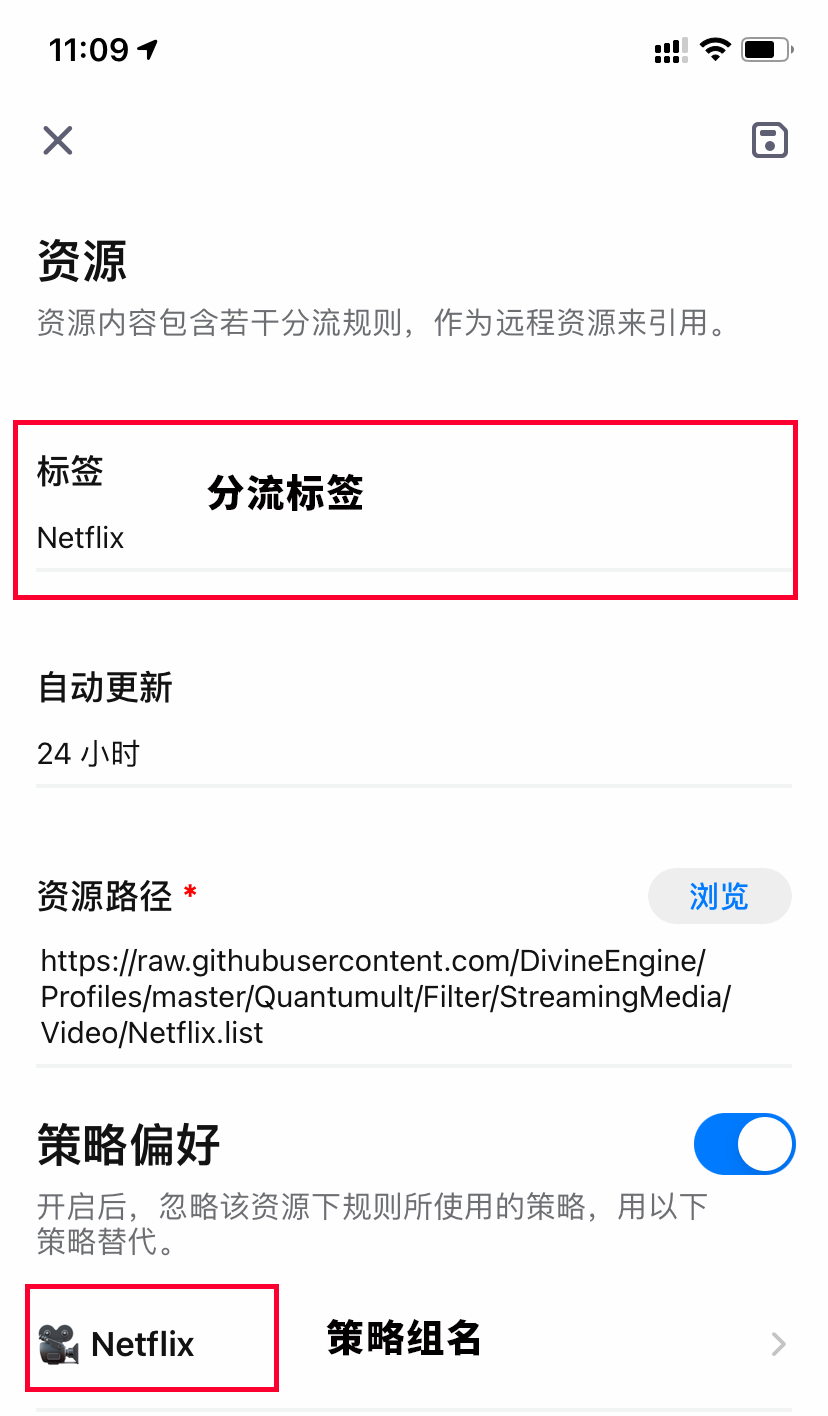 11:09
资源
资源内容包含若干分流规则，作为远程资源来引用。
标签
分流标签
Netflix
自动更新
24 小时
资源路径 *
浏览
https://raw.githubusercontent.com/DivineEngine/
Profiles/master/Quantumult/Filter/StreamingMedia/
Video/Netflix.list
策略偏好
开启后，忽略该资源下规则所使用的策略，用以下
策略替代。
🎥 Netflix
策略组名